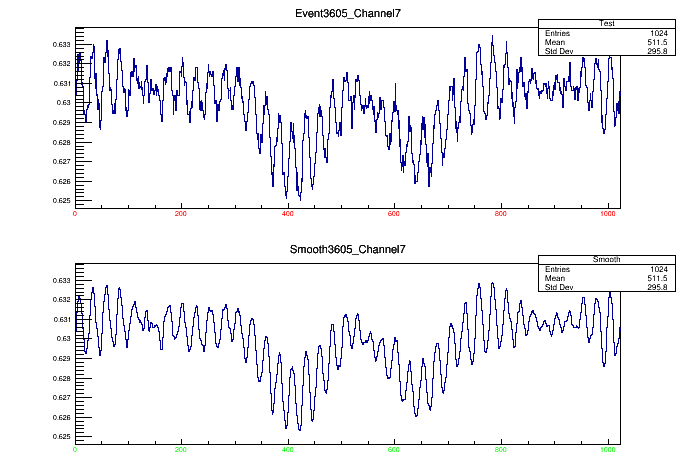 Event3605_Channel7
Test
Entries 1024
Mean 511.5
Std Dev 295.8
0.633
0.632
0.631
0.63
0.629
0.628
0.627
0.626
0.625
0 200 400 600 800 1000
Smooth3605_Channel7
Smooth
Entries 1024
Mean 511.5
Std Dev 295.8
0.633
0.632
0.631
0.63
0.629
0.628
0.627
0.626
0.625
0 200 400 600 800 1000